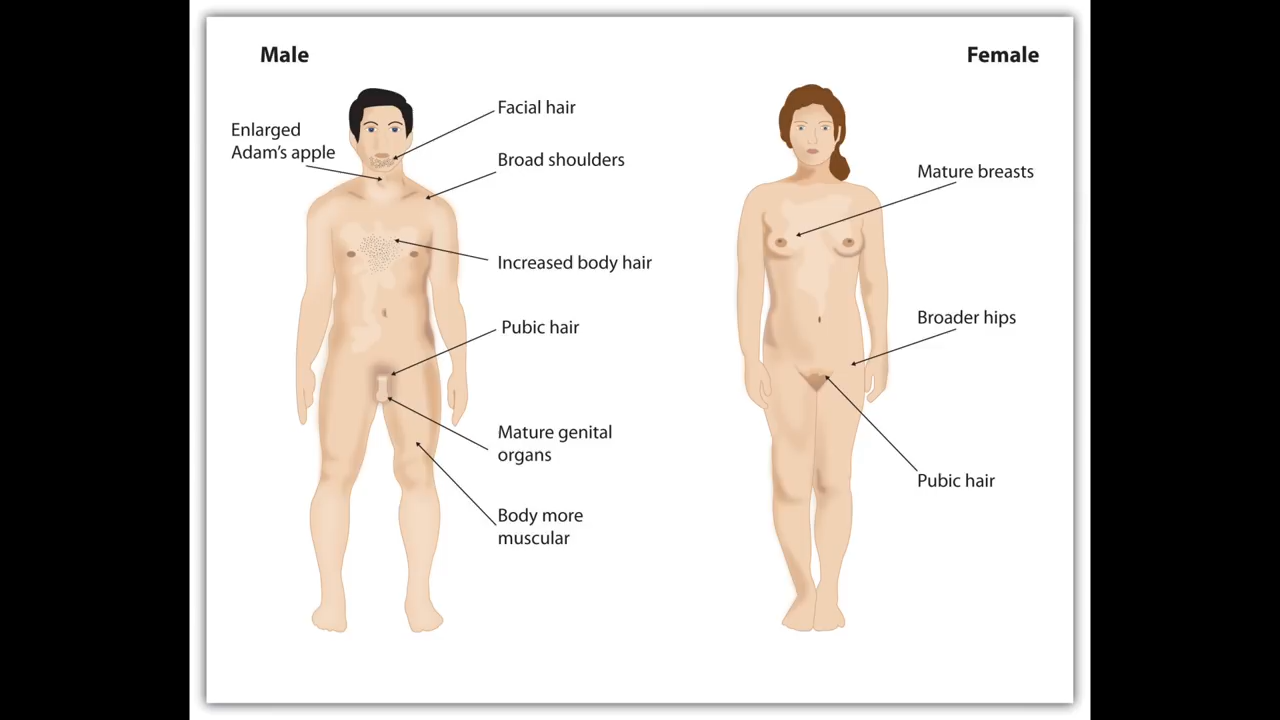 Male
Enlarged
Adam's apple
Facial hair
Broad shoulders
Increased body hair
Pubic hair
Mature genital
organs
Body more
muscular
Female
Mature breasts
Broader hips
Pubic hair